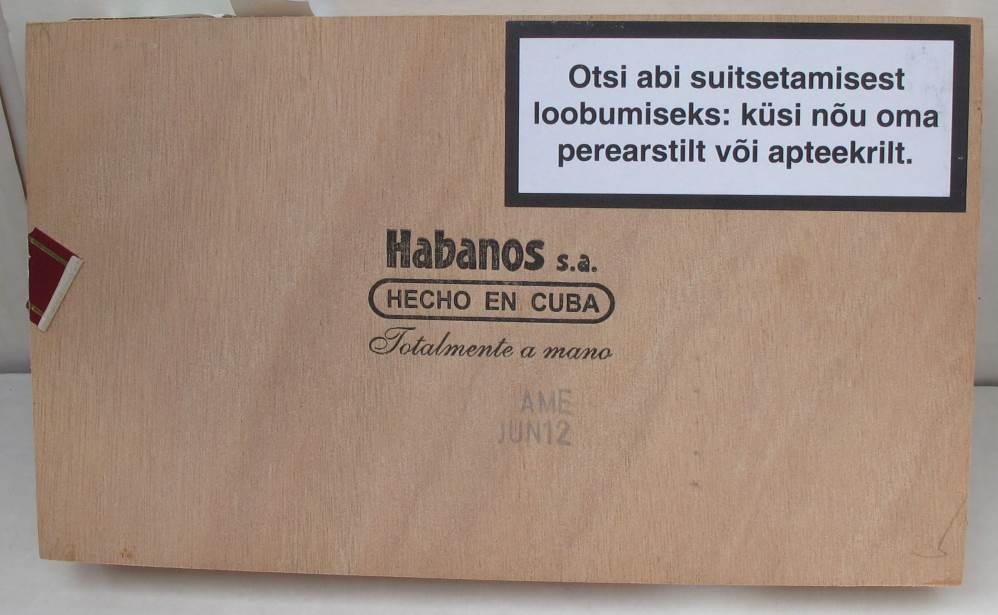 Otsi abi suitsetamisest
loobumiseks: küsi nõu oma
perearstilt või apteekrilt.
Habanos s.a.
HECHO EN CUBA
Totalmente a mano
AME
JUN12